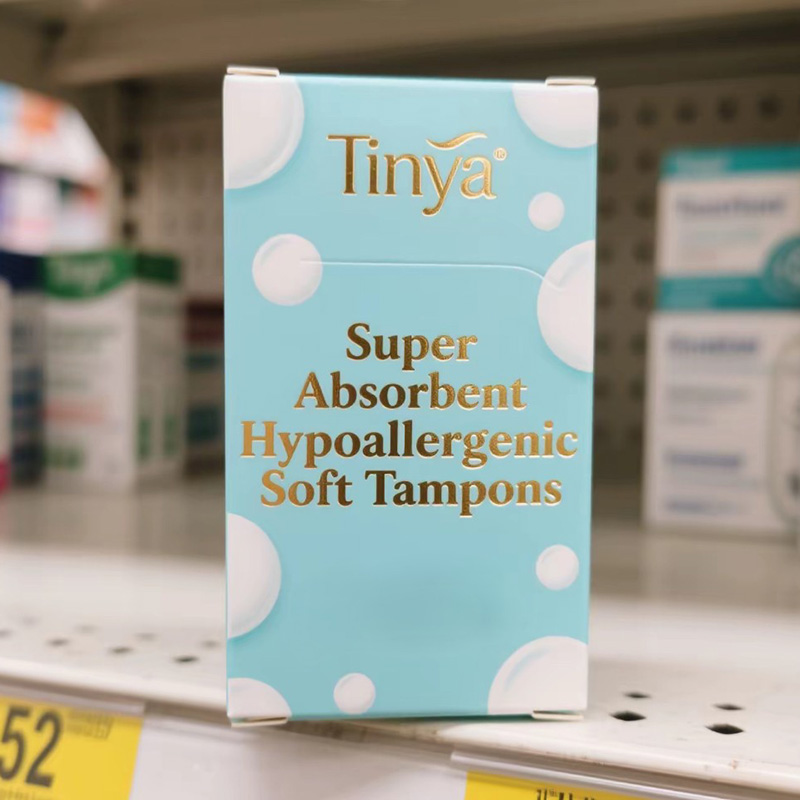 Tinya®
Super
Absorbent
Hypoallergenic
Soft Tampons
52